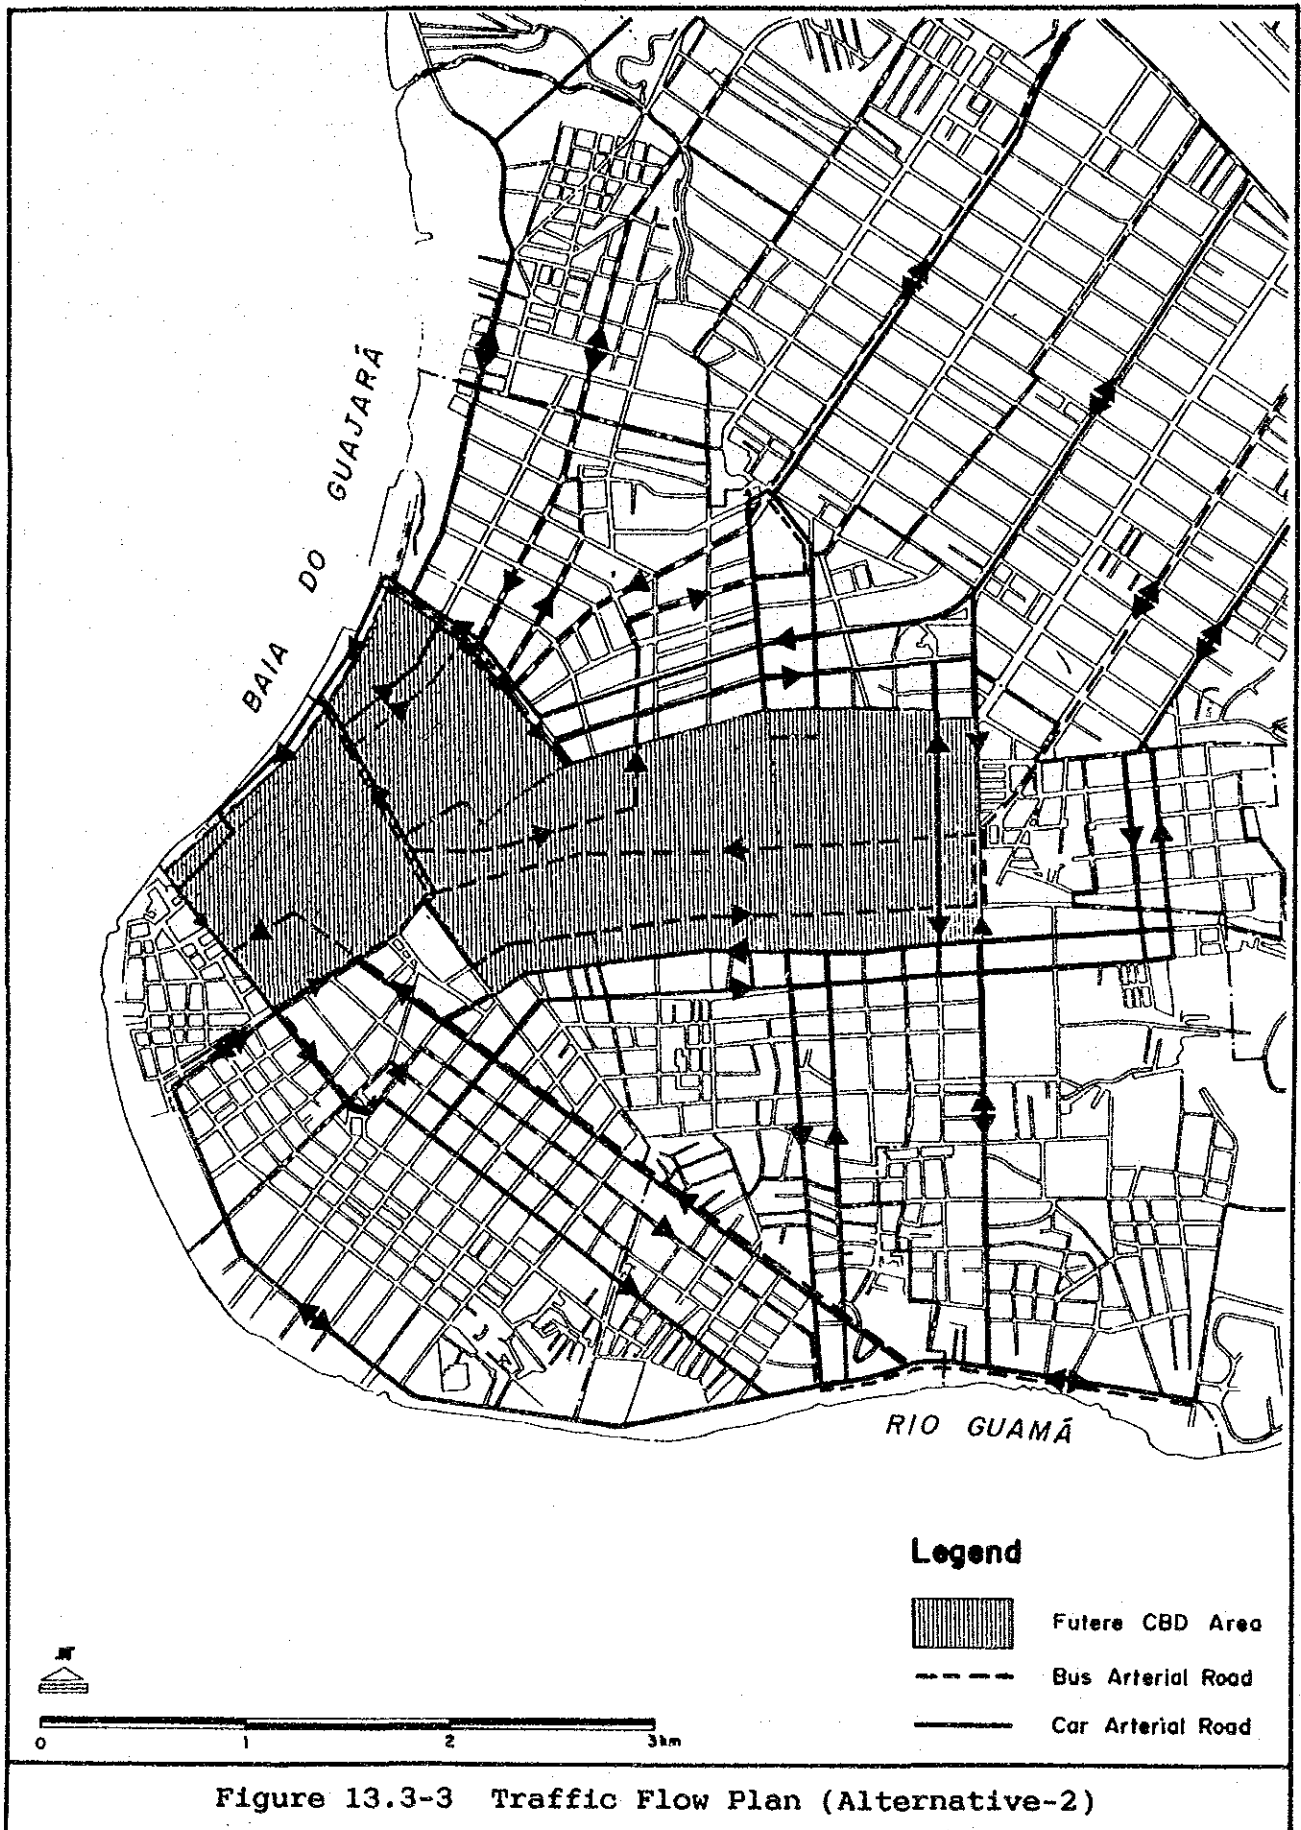 BAIA DO GUAJARÁ
RIO GUAMÁ
Legend
Futere CBD Area
Bus Arterial Road
Car Arterial Road
N
0 1 2 3km
Figure 13.3-3 Traffic Flow Plan (Alternative-2)